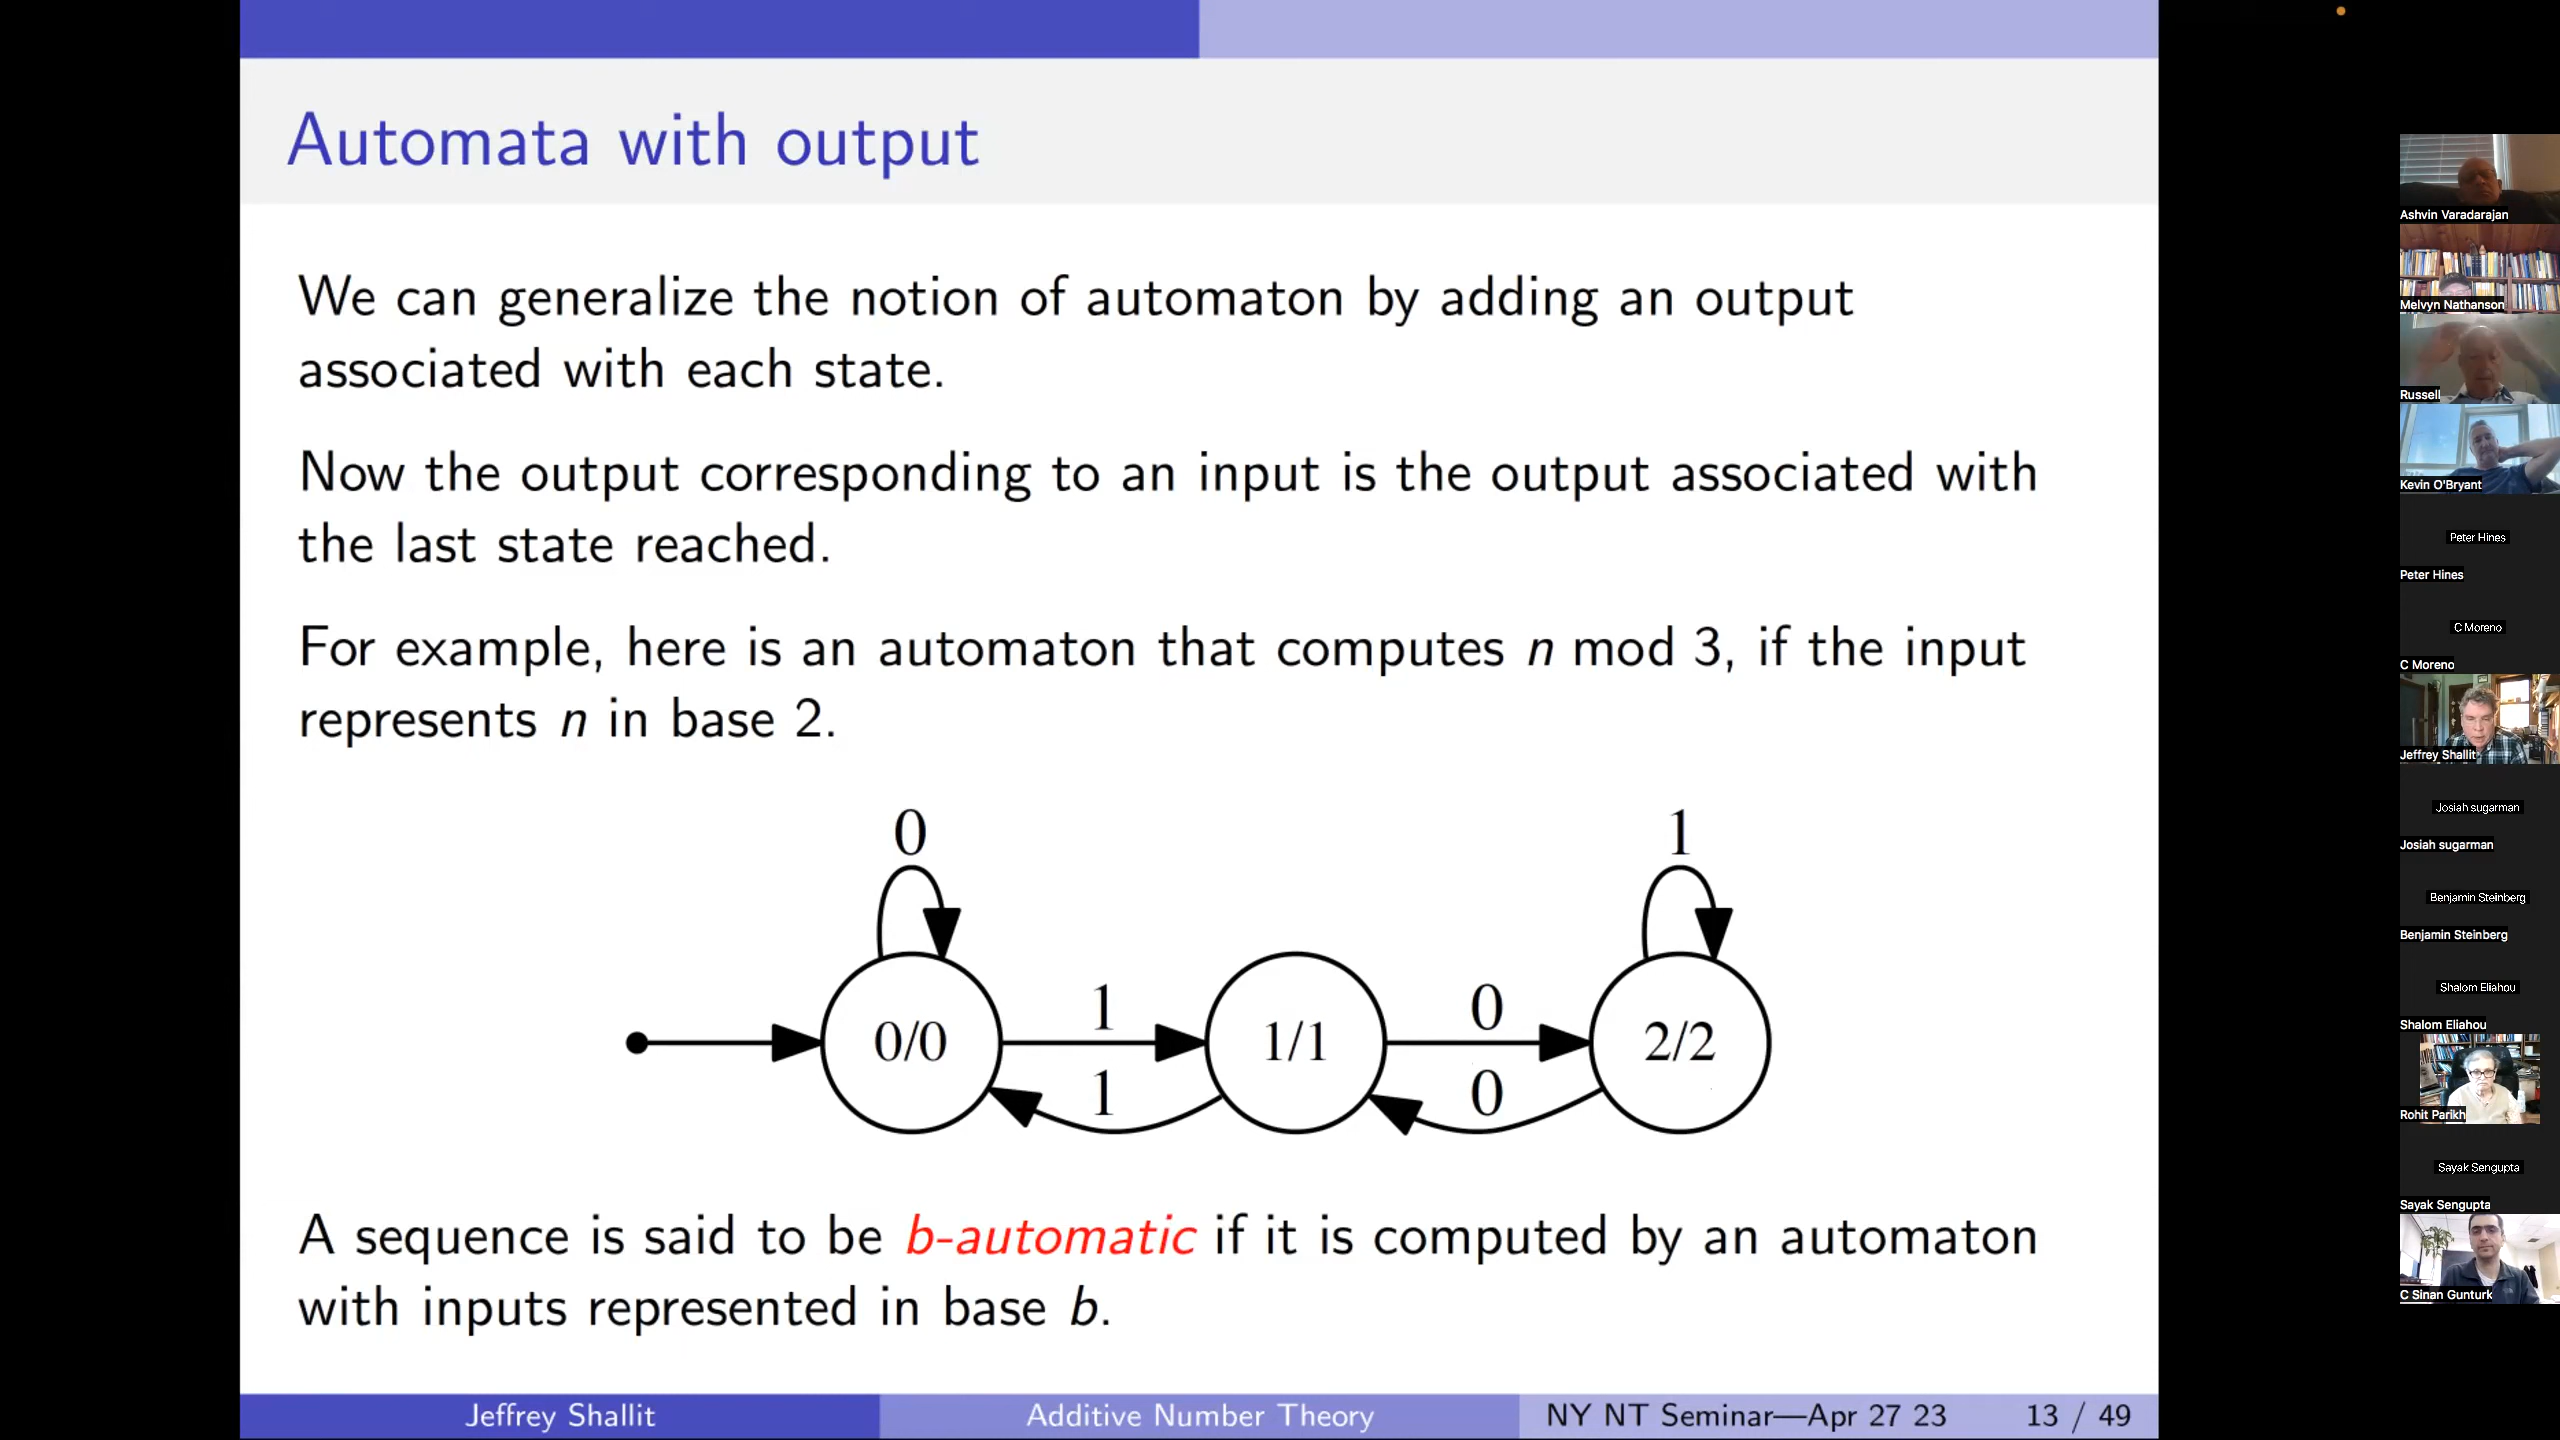 Automata with output
We can generalize the notion of automaton by adding an output
associated with each state.
Now the output corresponding to an input is the output associated with
the last state reached.
For example, here is an automaton that computes n mod 3, if the input
represents n in base 2.
0
1
1
0
0/0
1/1
2/2
1
0
A sequence is said to be b-automatic if it is computed by an automaton
with inputs represented in base b.
Jeffrey Shallit
Additive Number Theory
NY NT Seminar—Apr 27 23
13 / 49
Ashvin Varadarajan
Melvyn Nathanson
Russell
Kevin O'Bryant
Peter Hines
Peter Hines
C Moreno
C Moreno
Jeffrey Shallit
Josiah sugarman
Josiah sugarman
Benjamin Steinberg
Benjamin Steinberg
Shalom Eliahou
Shalom Eliahou
Rohit Parikh
Sayak Sengupta
Sayak Sengupta
C Sinan Gunturk